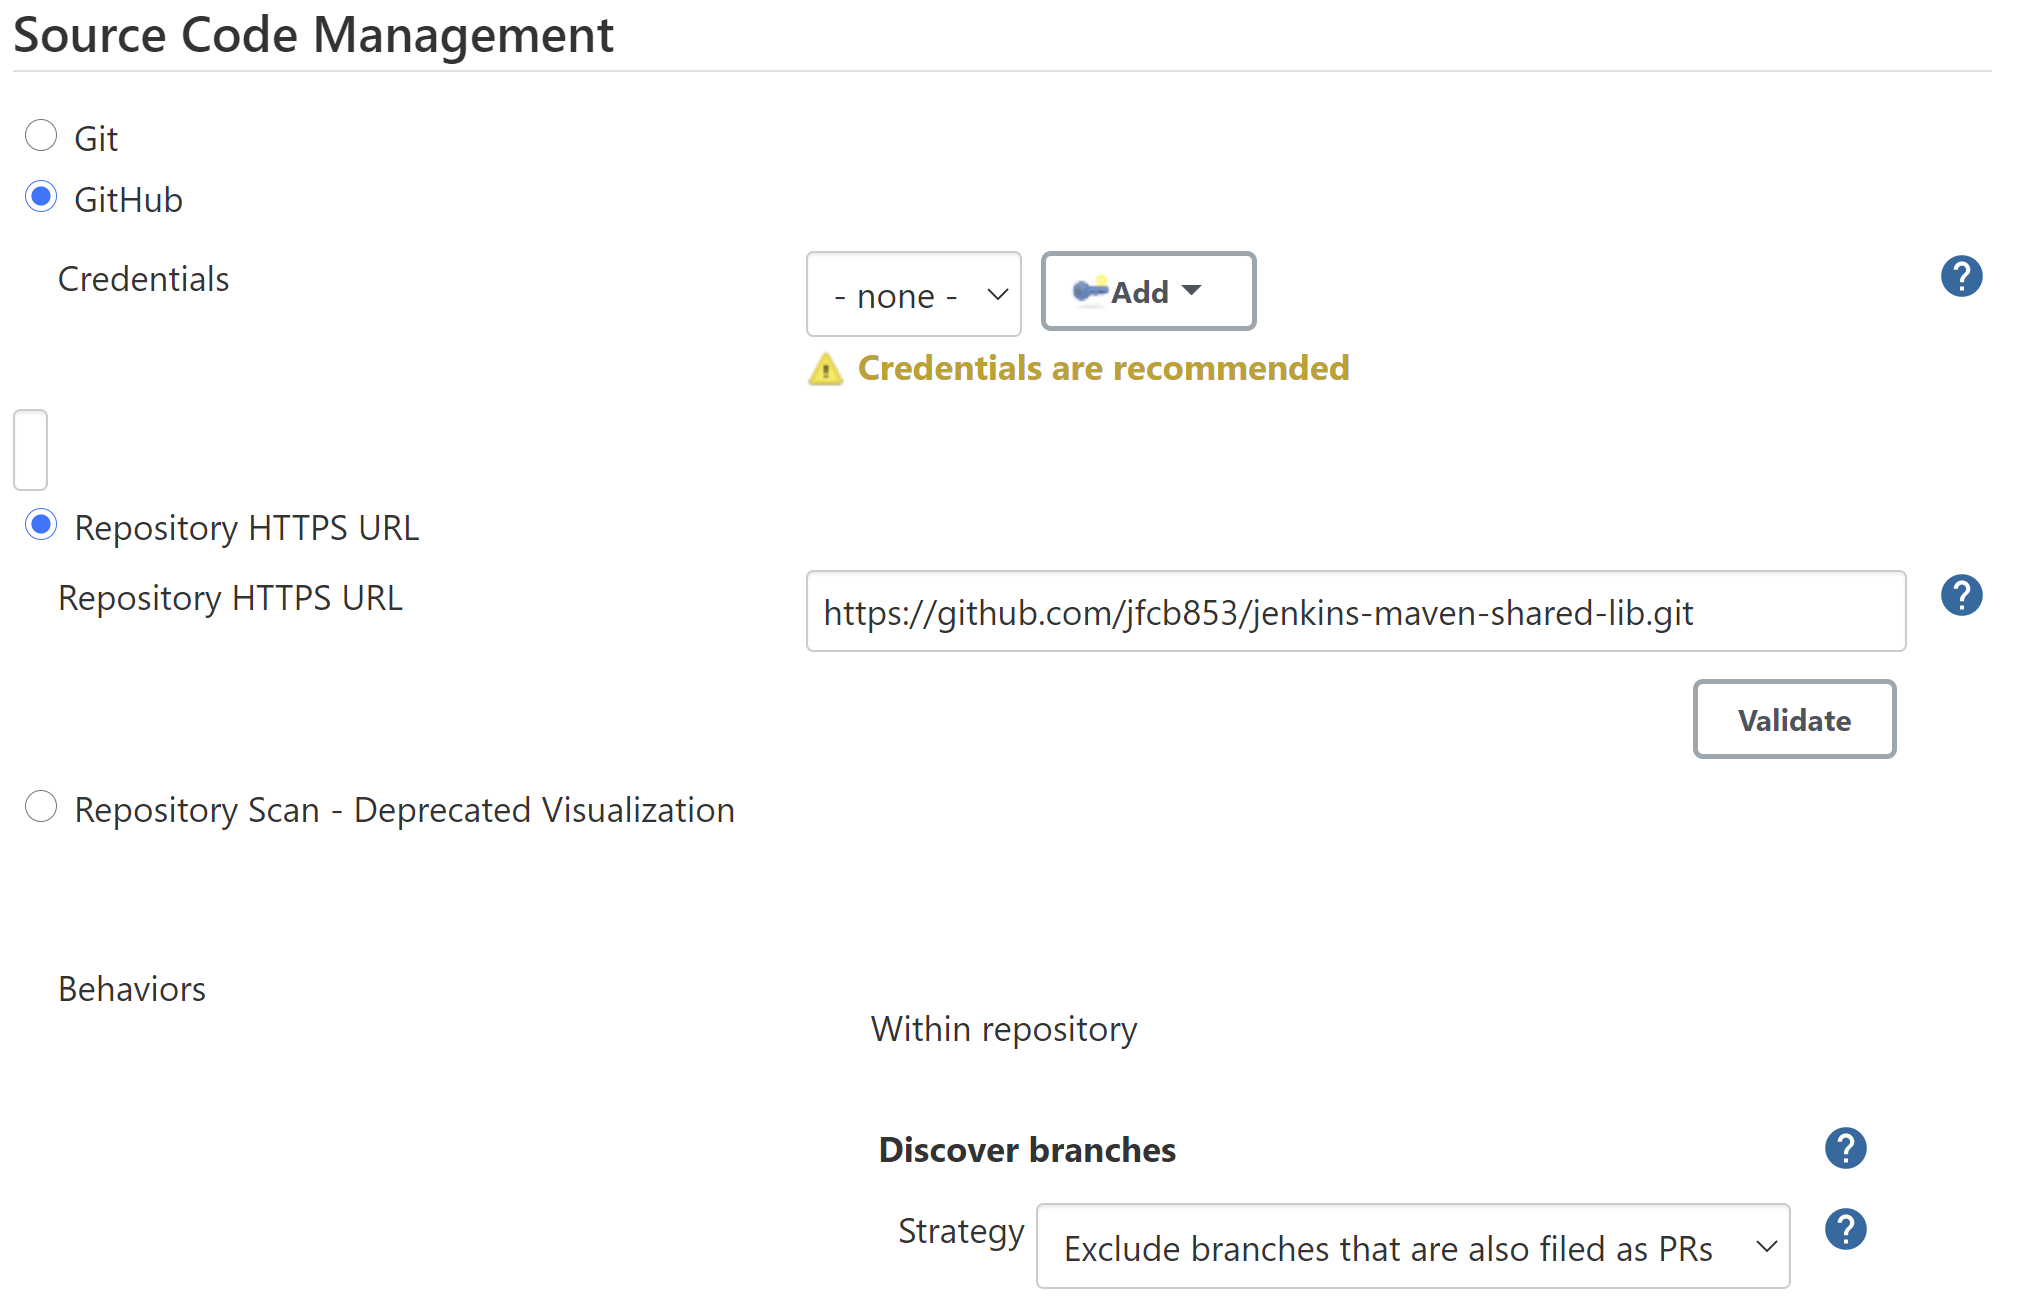 Source Code Management
Git
GitHub
Credentials
- none -
Add
Credentials are recommended
Repository HTTPS URL
Repository HTTPS URL
https://github.com/jfcb853/jenkins-maven-shared-lib.git
Validate
Repository Scan - Deprecated Visualization
Behaviors
Within repository
Discover branches
Strategy
Exclude branches that are also filed as PRs